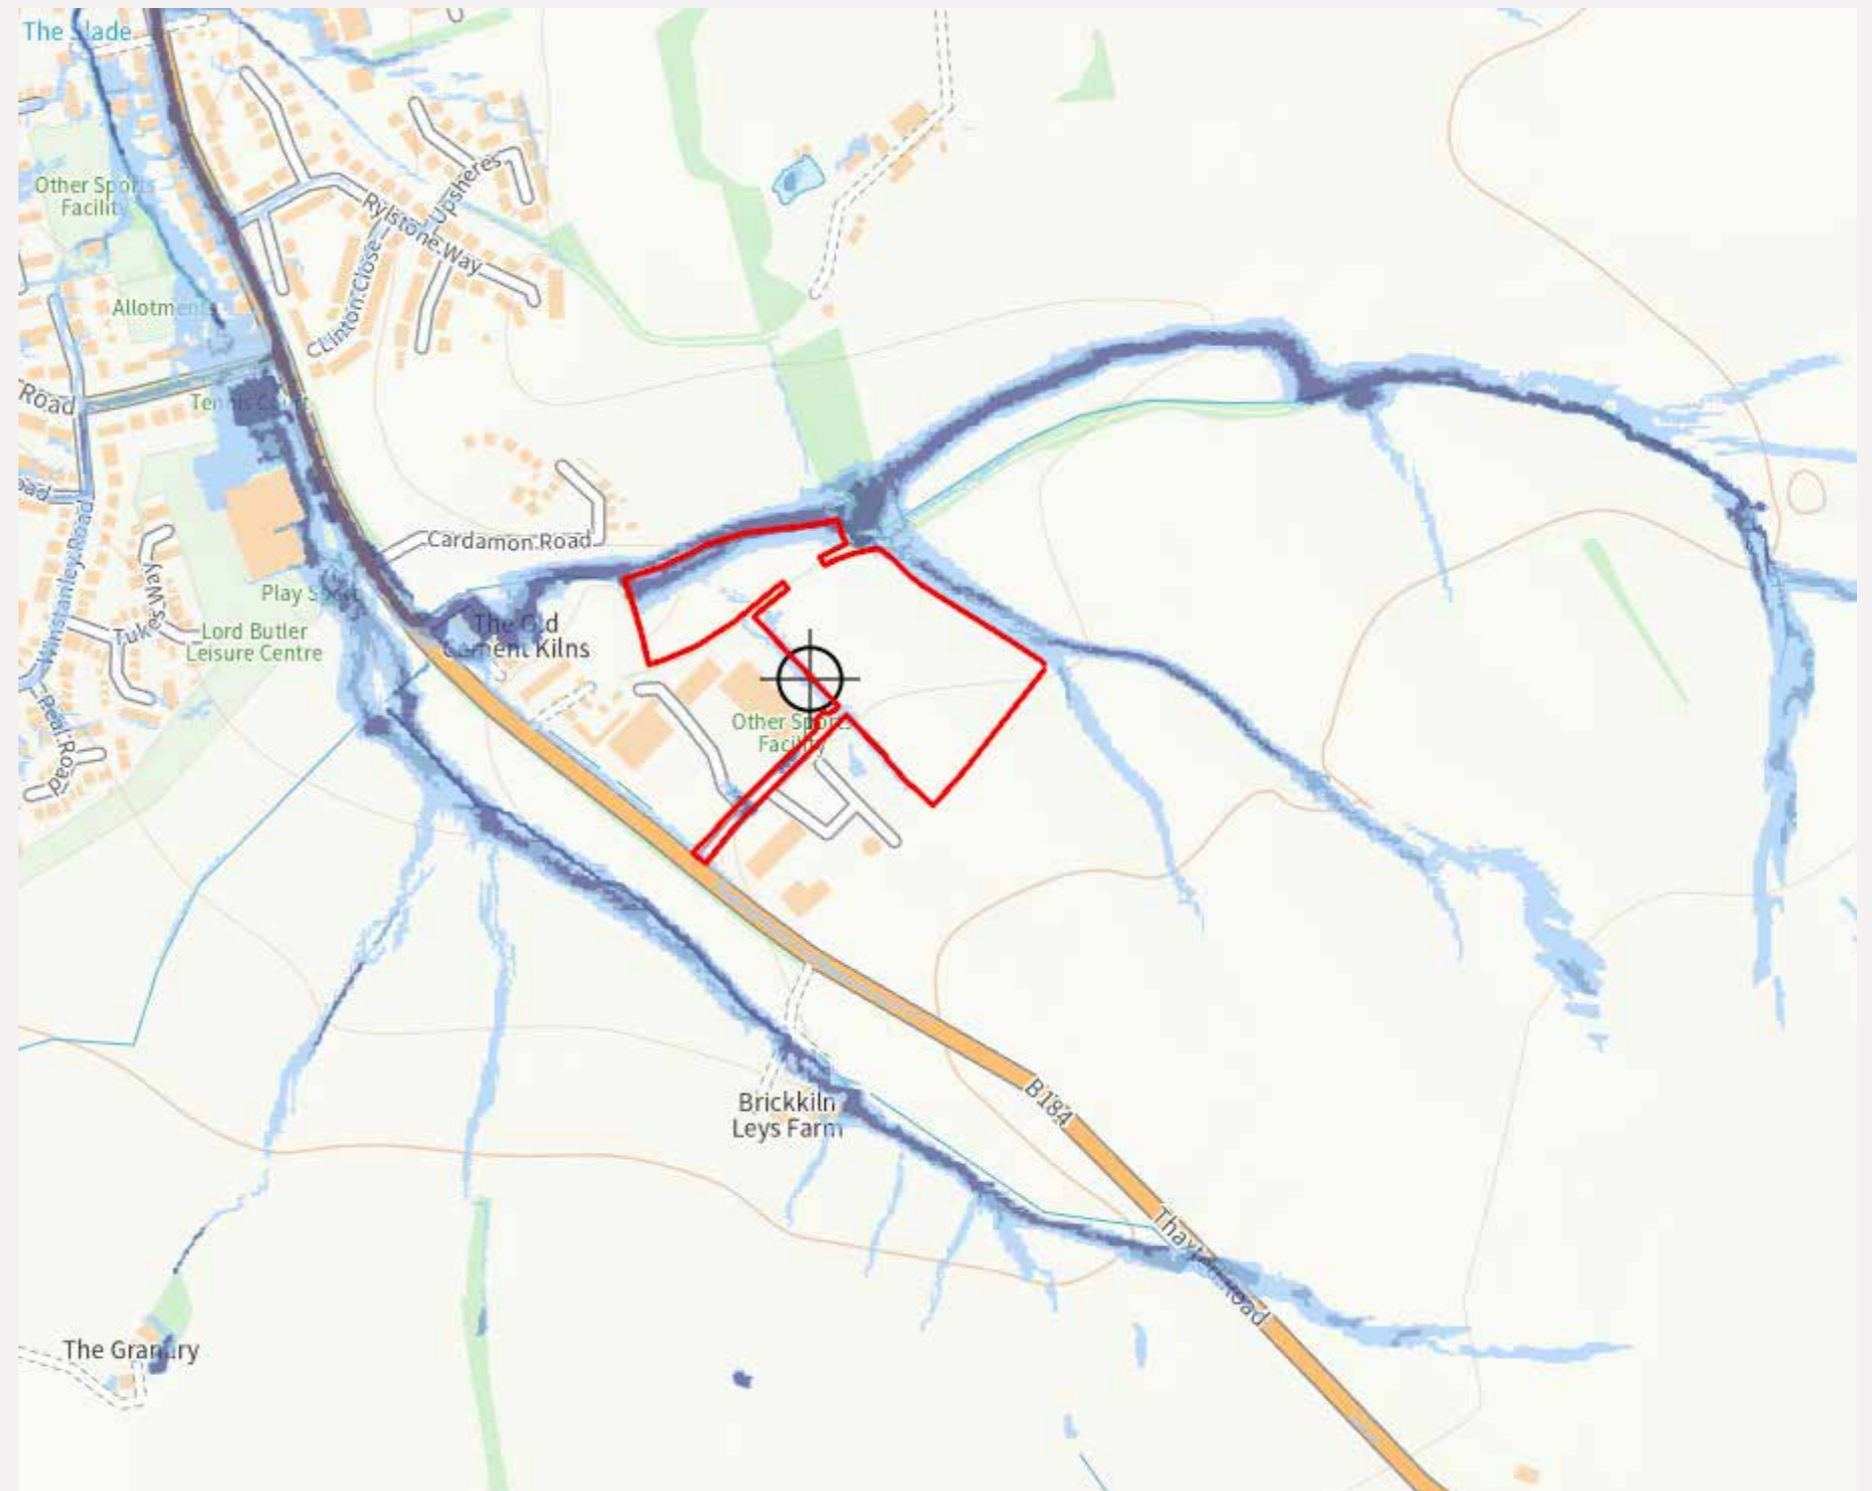 The Slade
Other Sports
Facility
Rylstone Way
Upsheres
Clinton Close
Allotments
Road
Tennis Court
Cardamon Road
Winstanley Road
Tukes Way
Play Space
Lord Butler
Leisure Centre
The Old
Cement Kilns
Peal Road
Other Sports
Facility
Brickkiln
Leys Farm
B184
Thaxted Road
The Granary